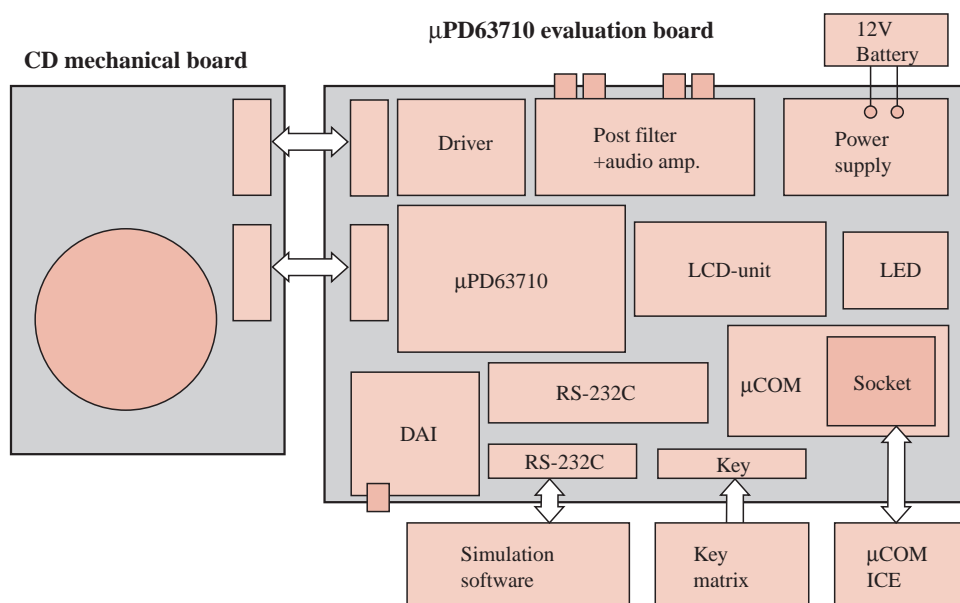 μPD63710 evaluation board
12V
Battery
CD mechanical board
Driver
Post filter
+audio amp.
Power
supply
μPD63710
LCD-unit
LED
RS-232C
μCOM
Socket
DAI
RS-232C
Key
Simulation
software
Key
matrix
μCOM
ICE